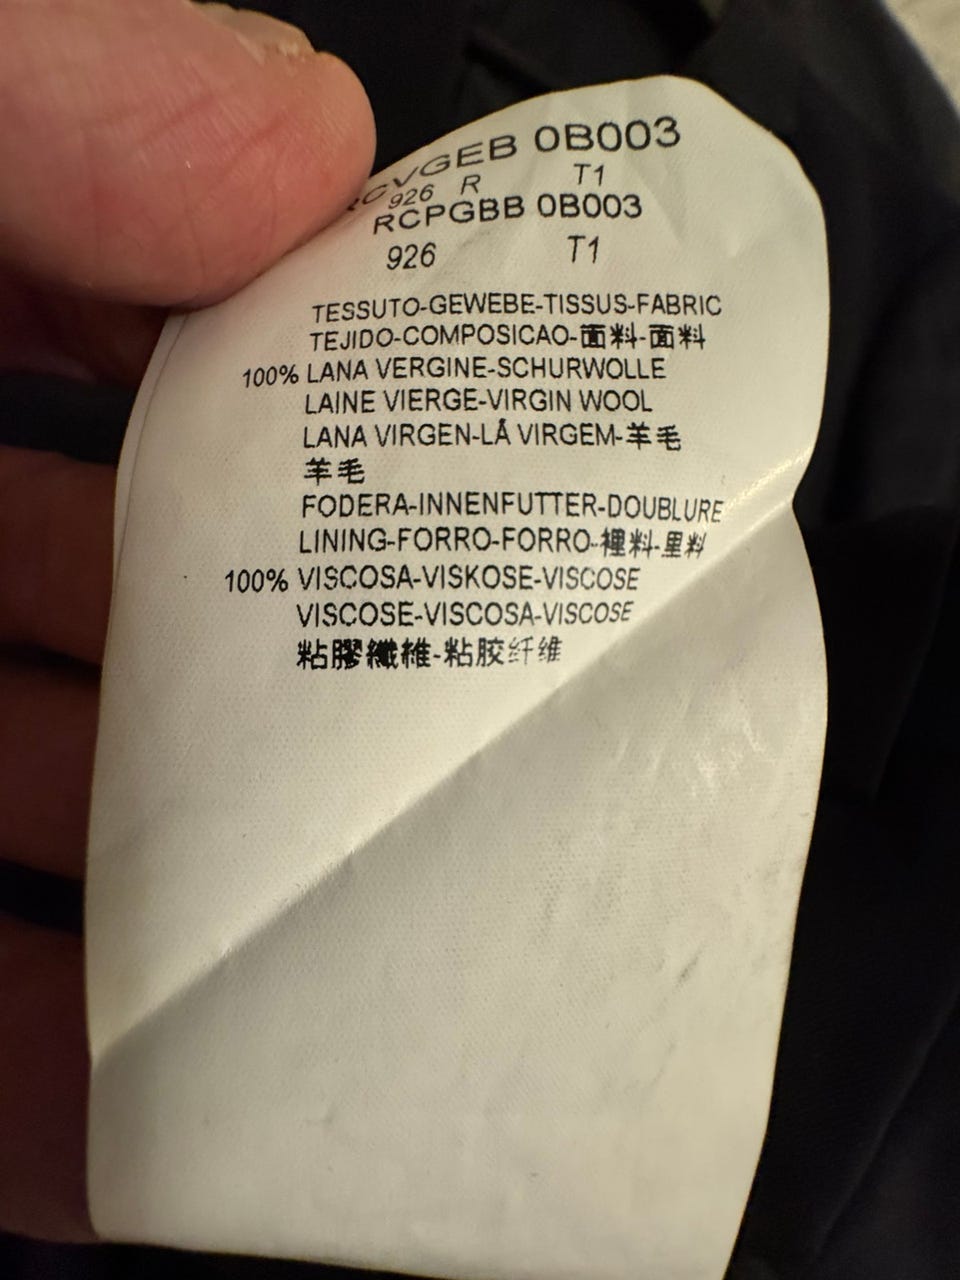 RCVGEB 0B003
926 R T1
RCPGBB 0B003
926 T1
TESSUTO-GEWEBE-TISSUS-FABRIC
TEJIDO-COMPOSICAO-面料-面料
100% LANA VERGINE-SCHURWOLLE
LAINE VIERGE-VIRGIN WOOL
LANA VIRGEN-LÅ VIRGEM-羊毛
羊毛
FODERA-INNENFUTTER-DOUBLURE
LINING-FORRO-FORRO-裡料-里料
100% VISCOSA-VISKOSE-VISCOSE
VISCOSE-VISCOSA-VISCOSE
粘膠纖維-粘胶纤维